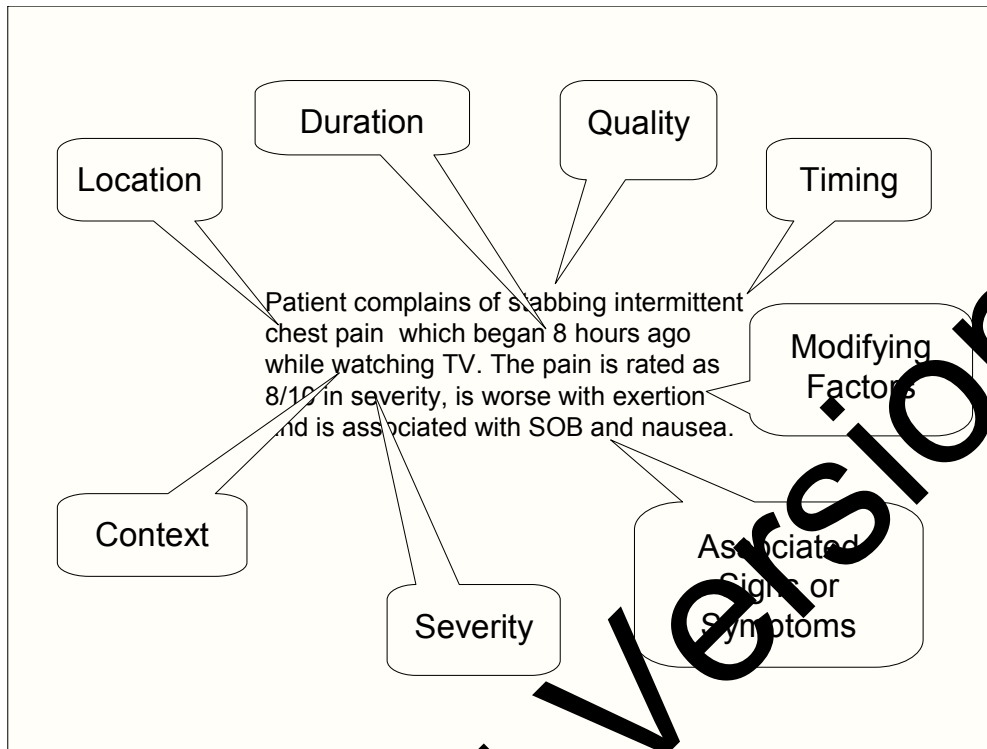 Duration
Quality
Location
Timing
Patient complains of stabbing intermittent
chest pain which began 8 hours ago
while watching TV. The pain is rated as
8/10 in severity, is worse with exertion
and is associated with SOB and nausea.
Modifying
Factors
Context
Associated
Signs or
Symptoms
Severity
Version